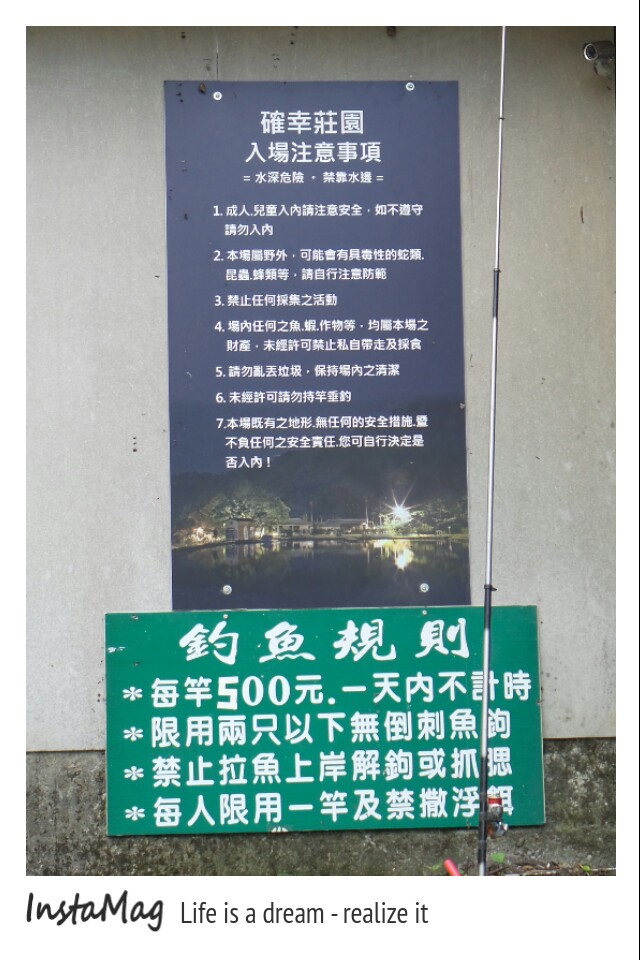 確幸莊園
入場注意事項
= 水深危險 • 禁靠水邊 =
1. 成人.兒童入內請注意安全，如不遵守
請勿入內
2. 本場屬野外，可能會有具毒性的蛇類.
昆蟲.蜂類等，請自行注意防範
3. 禁止任何採集之活動
4. 場內任何之魚.蝦.作物等，均屬本場之
財產，未經許可禁止私自帶走及採食
5. 請勿亂丟垃圾，保持場內之清潔
6. 未經許可請勿持竿垂釣
7.本場既有之地形.無任何的安全措施.暨
不負任何之安全責任.您可自行決定是
否入內！
釣魚規則
＊每竿500元.一天內不計時
＊限用兩只以下無倒刺魚鉤
＊禁止拉魚上岸解鉤或抓腮
＊每人限用一竿及禁撒浮餌
InstaMag Life is a dream - realize it